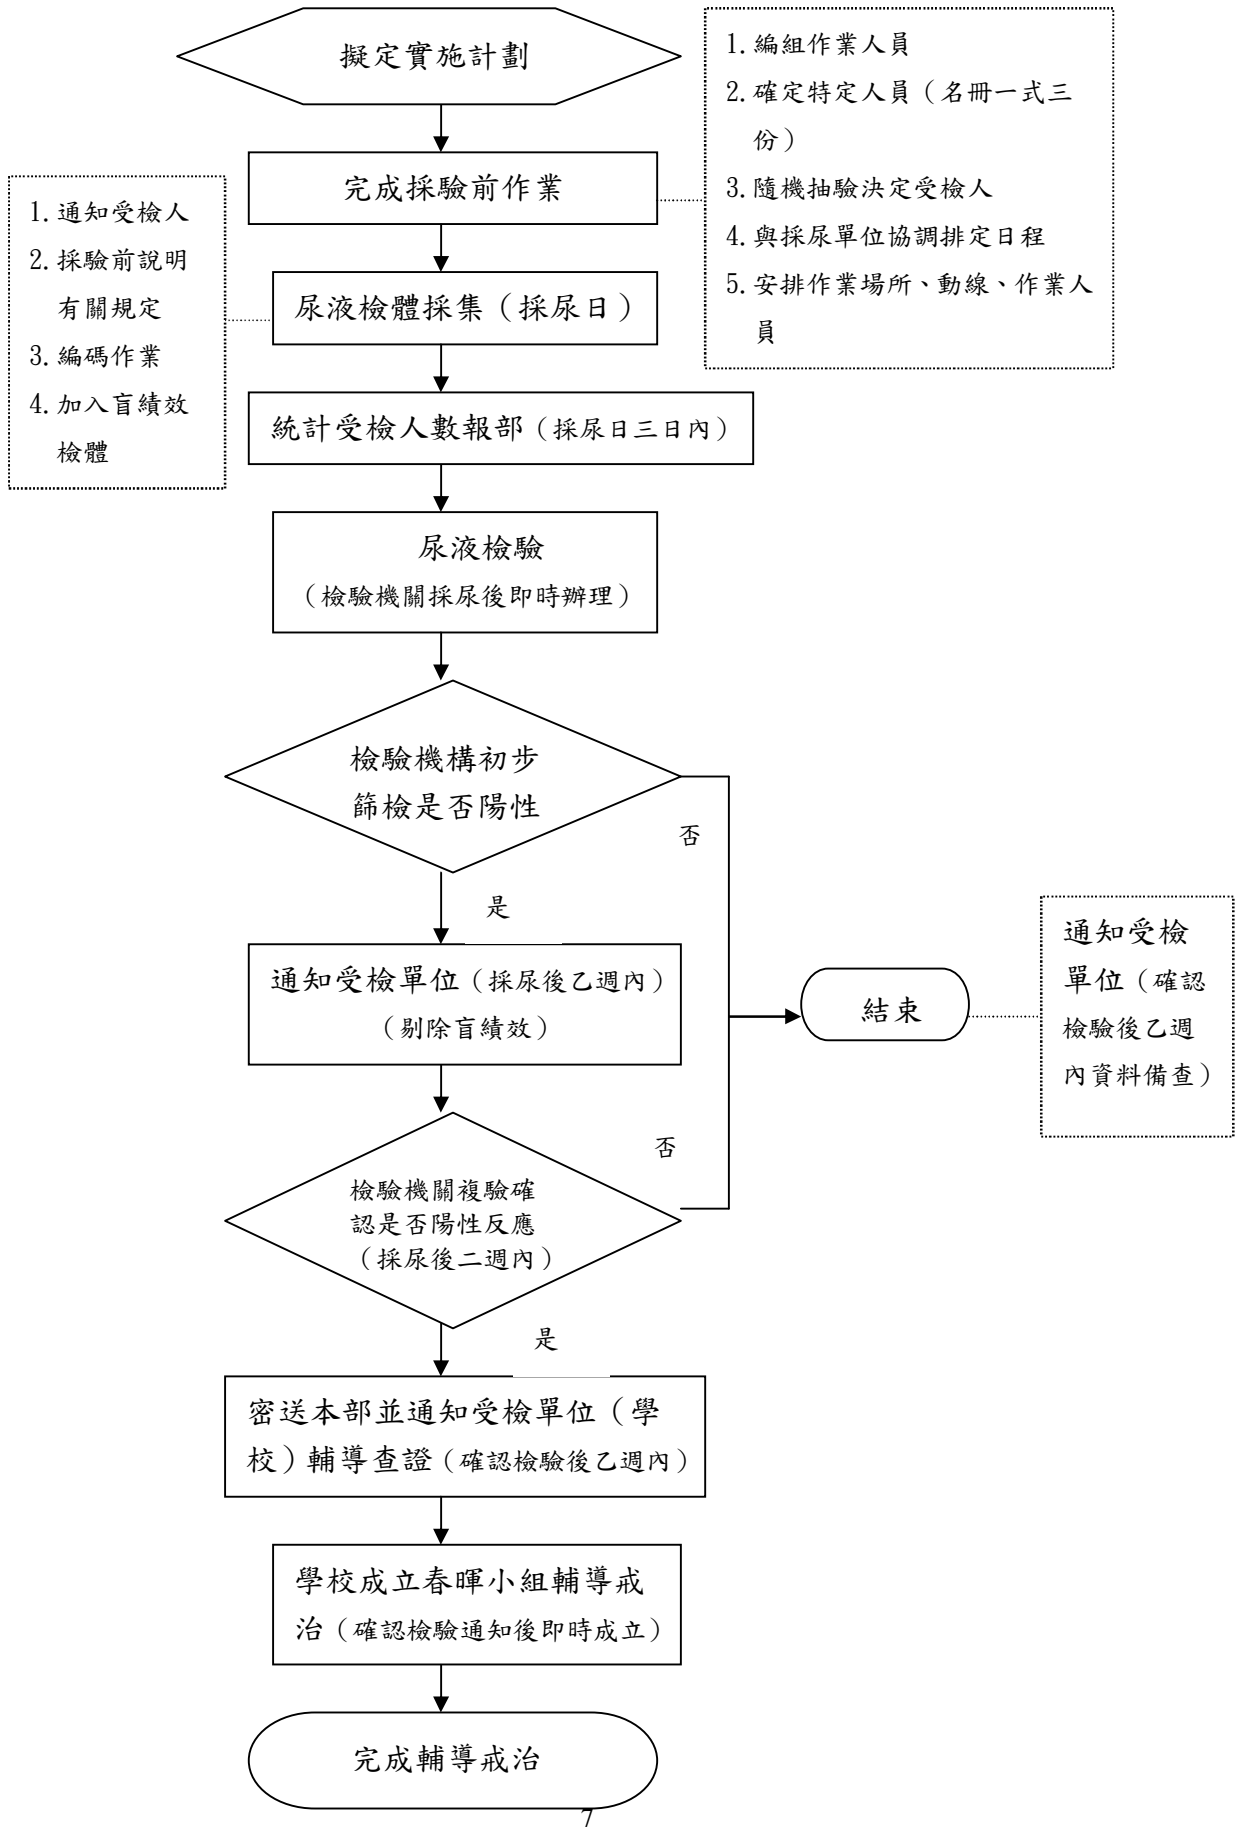 擬定實施計劃
1. 編組作業人員
2. 確定特定人員（名冊一式三
份）
3. 隨機抽驗決定受檢人
4. 與採尿單位協調排定日程
5. 安排作業場所、動線、作業人
員
完成採驗前作業
1. 通知受檢人
2. 採驗前說明
有關規定
3. 編碼作業
4. 加入盲績效
檢體
尿液檢體採集（採尿日）
統計受檢人數報部（採尿日三日內）
尿液檢驗
（檢驗機關採尿後即時辦理）
檢驗機構初步
篩檢是否陽性
否
是
通知受檢單位（採尿後乙週內）
（剔除盲績效）
結束
通知受檢
單位（確認
檢驗後乙週
內資料備查）
否
檢驗機關複驗確
認是否陽性反應
（採尿後二週內）
是
密送本部並通知受檢單位（學
校）輔導查證（確認檢驗後乙週內）
學校成立春暉小組輔導戒
治（確認檢驗通知後即時成立）
完成輔導戒治
7